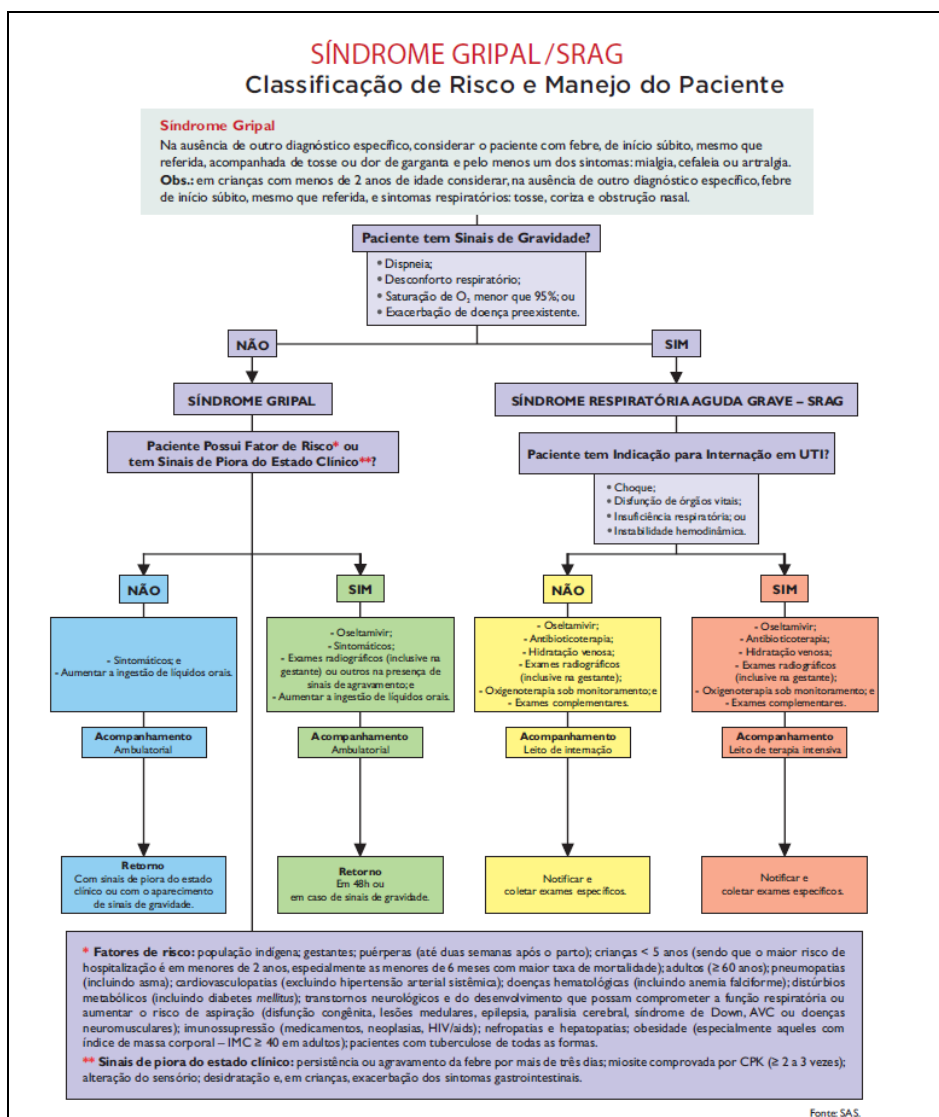 SÍNDROME GRIPAL/SRAG
Classificação de Risco e Manejo do Paciente
Síndrome Gripal
Na ausência de outro diagnóstico específico, considerar o paciente com febre, de início súbito, mesmo que
referida, acompanhada de tosse ou dor de garganta e pelo menos um dos sintomas: mialgia, cefaleia ou artralgia.
Obs.: em crianças com menos de 2 anos de idade considerar, na ausência de outro diagnóstico específico, febre
de início súbito, mesmo que referida, e sintomas respiratórios: tosse, coriza e obstrução nasal.
Paciente tem Sinais de Gravidade?
• Dispneia;
• Desconforto respiratório;
• Saturação de O₂ menor que 95%; ou
• Exacerbação de doença preexistente.
NÃO
SIM
SÍNDROME GRIPAL
SÍNDROME RESPIRATÓRIA AGUDA GRAVE – SRAG
Paciente Possui Fator de Risco* ou
tem Sinais de Piora do Estado Clínico**?
Paciente tem Indicação para Internação em UTI?
• Choque;
• Disfunção de órgãos vitais;
• Insuficiência respiratória; ou
• Instabilidade hemodinâmica.
NÃO
SIM
NÃO
SIM
- Sintomáticos; e
- Aumentar a ingestão de líquidos orais.
- Oseltamivir;
- Sintomáticos;
- Exames radiográficos (inclusive na
gestante) ou outros na presença de
sinais de agravamento; e
- Aumentar a ingestão de líquidos orais.
- Oseltamivir;
- Antibioticoterapia;
- Hidratação venosa;
- Exames radiográficos
(inclusive na gestante);
- Oxigenoterapia sob monitoramento; e
- Exames complementares.
- Oseltamivir;
- Antibioticoterapia;
- Hidratação venosa;
- Exames radiográficos
(inclusive na gestante);
- Oxigenoterapia sob monitoramento; e
- Exames complementares.
Acompanhamento
Ambulatorial
Acompanhamento
Ambulatorial
Acompanhamento
Leito de internação
Acompanhamento
Leito de terapia intensiva
Retorno
Com sinais de piora do estado
clínico ou com o aparecimento
de sinais de gravidade.
Retorno
Em 48h ou
em caso de sinais de gravidade.
Notificar e
coletar exames específicos.
Notificar e
coletar exames específicos.
* Fatores de risco: população indígena; gestantes; puérperas (até duas semanas após o parto); crianças < 5 anos (sendo que o maior risco de
hospitalização é em menores de 2 anos, especialmente as menores de 6 meses com maior taxa de mortalidade); adultos (≥ 60 anos); pneumopatias
(incluindo asma); cardiovasculopatias (excluindo hipertensão arterial sistêmica); doenças hematológicas (incluindo anemia falciforme); distúrbios
metabólicos (incluindo diabetes mellitus); transtornos neurológicos e do desenvolvimento que possam comprometer a função respiratória ou
aumentar o risco de aspiração (disfunção congênita, lesões medulares, epilepsia, paralisia cerebral, síndrome de Down, AVC ou doenças
neuromusculares); imunossupressão (medicamentos, neoplasias, HIV/aids); nefropatias e hepatopatias; obesidade (especialmente aqueles com
índice de massa corporal – IMC ≥ 40 em adultos); pacientes com tuberculose de todas as formas.
** Sinais de piora do estado clínico: persistência ou agravamento da febre por mais de três dias; miosite comprovada por CPK (≥ 2 a 3 vezes);
alteração do sensório; desidratação e, em crianças, exacerbação dos sintomas gastrointestinais.
Fonte: SAS.